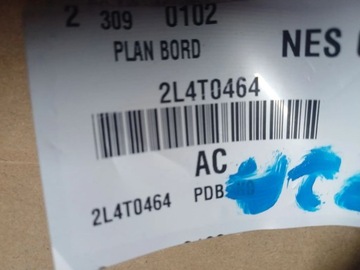 2 309 0102
PLAN BORD NES
2L4T0464
AC
2L4T0464 PDB